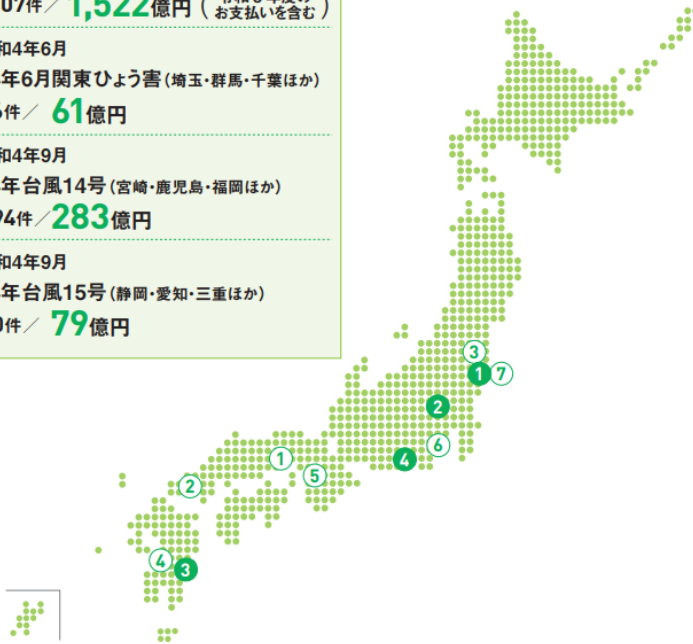 07件／ 1,522億円 (
お支払いを含む )
和4年6月
年6月関東ひょう害（埼玉・群馬・千葉ほか）
件／ 61億円
和4年9月
年台風14号（宮崎・鹿児島・福岡ほか）
94件／283億円
和4年9月
年台風15号（静岡・愛知・三重ほか）
件／ 79億円
3
1 7
2
6
1
4
5
2
4
3